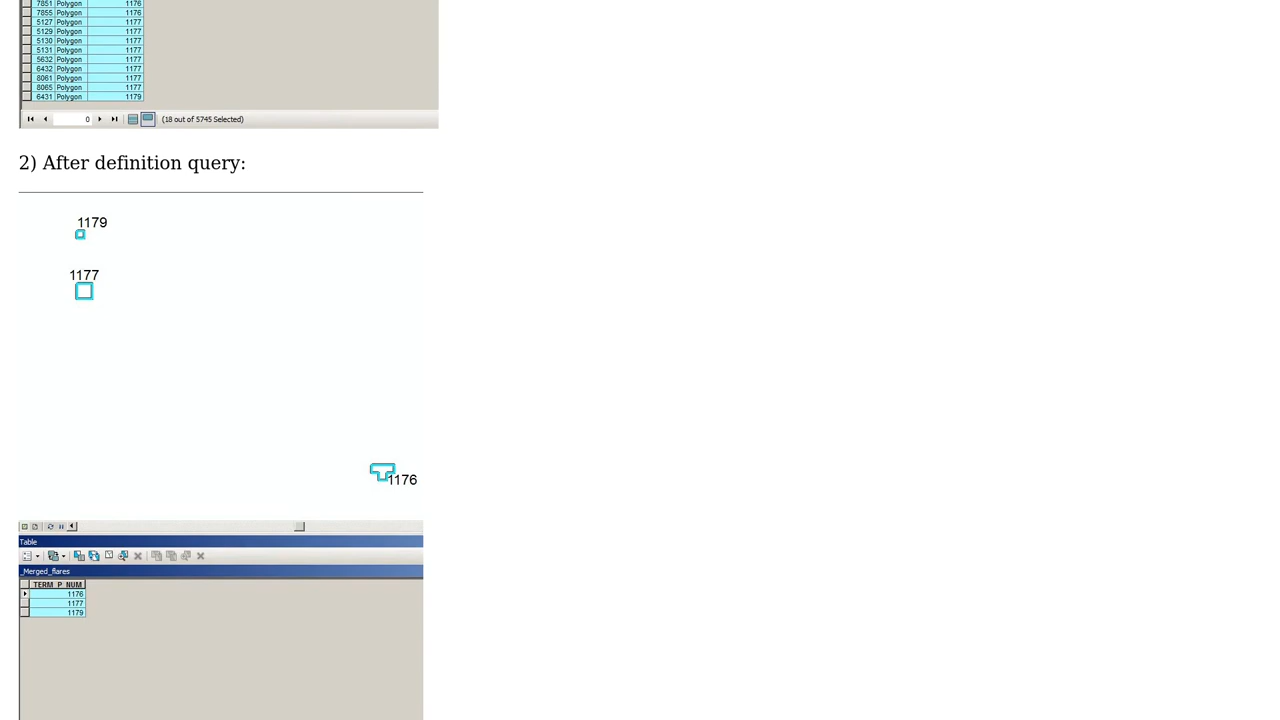 7851 Polygon 1176
7855 Polygon 1176
5127 Polygon 1177
5129 Polygon 1177
5130 Polygon 1177
5131 Polygon 1177
5632 Polygon 1177
6432 Polygon 1177
8061 Polygon 1177
8065 Polygon 1177
6431 Polygon 1179
0 (18 out of 5745 Selected)
2) After definition query:
1179
1177
1176
Table
_Merged_flares
TERM_P_NUM
1176
1177
1179